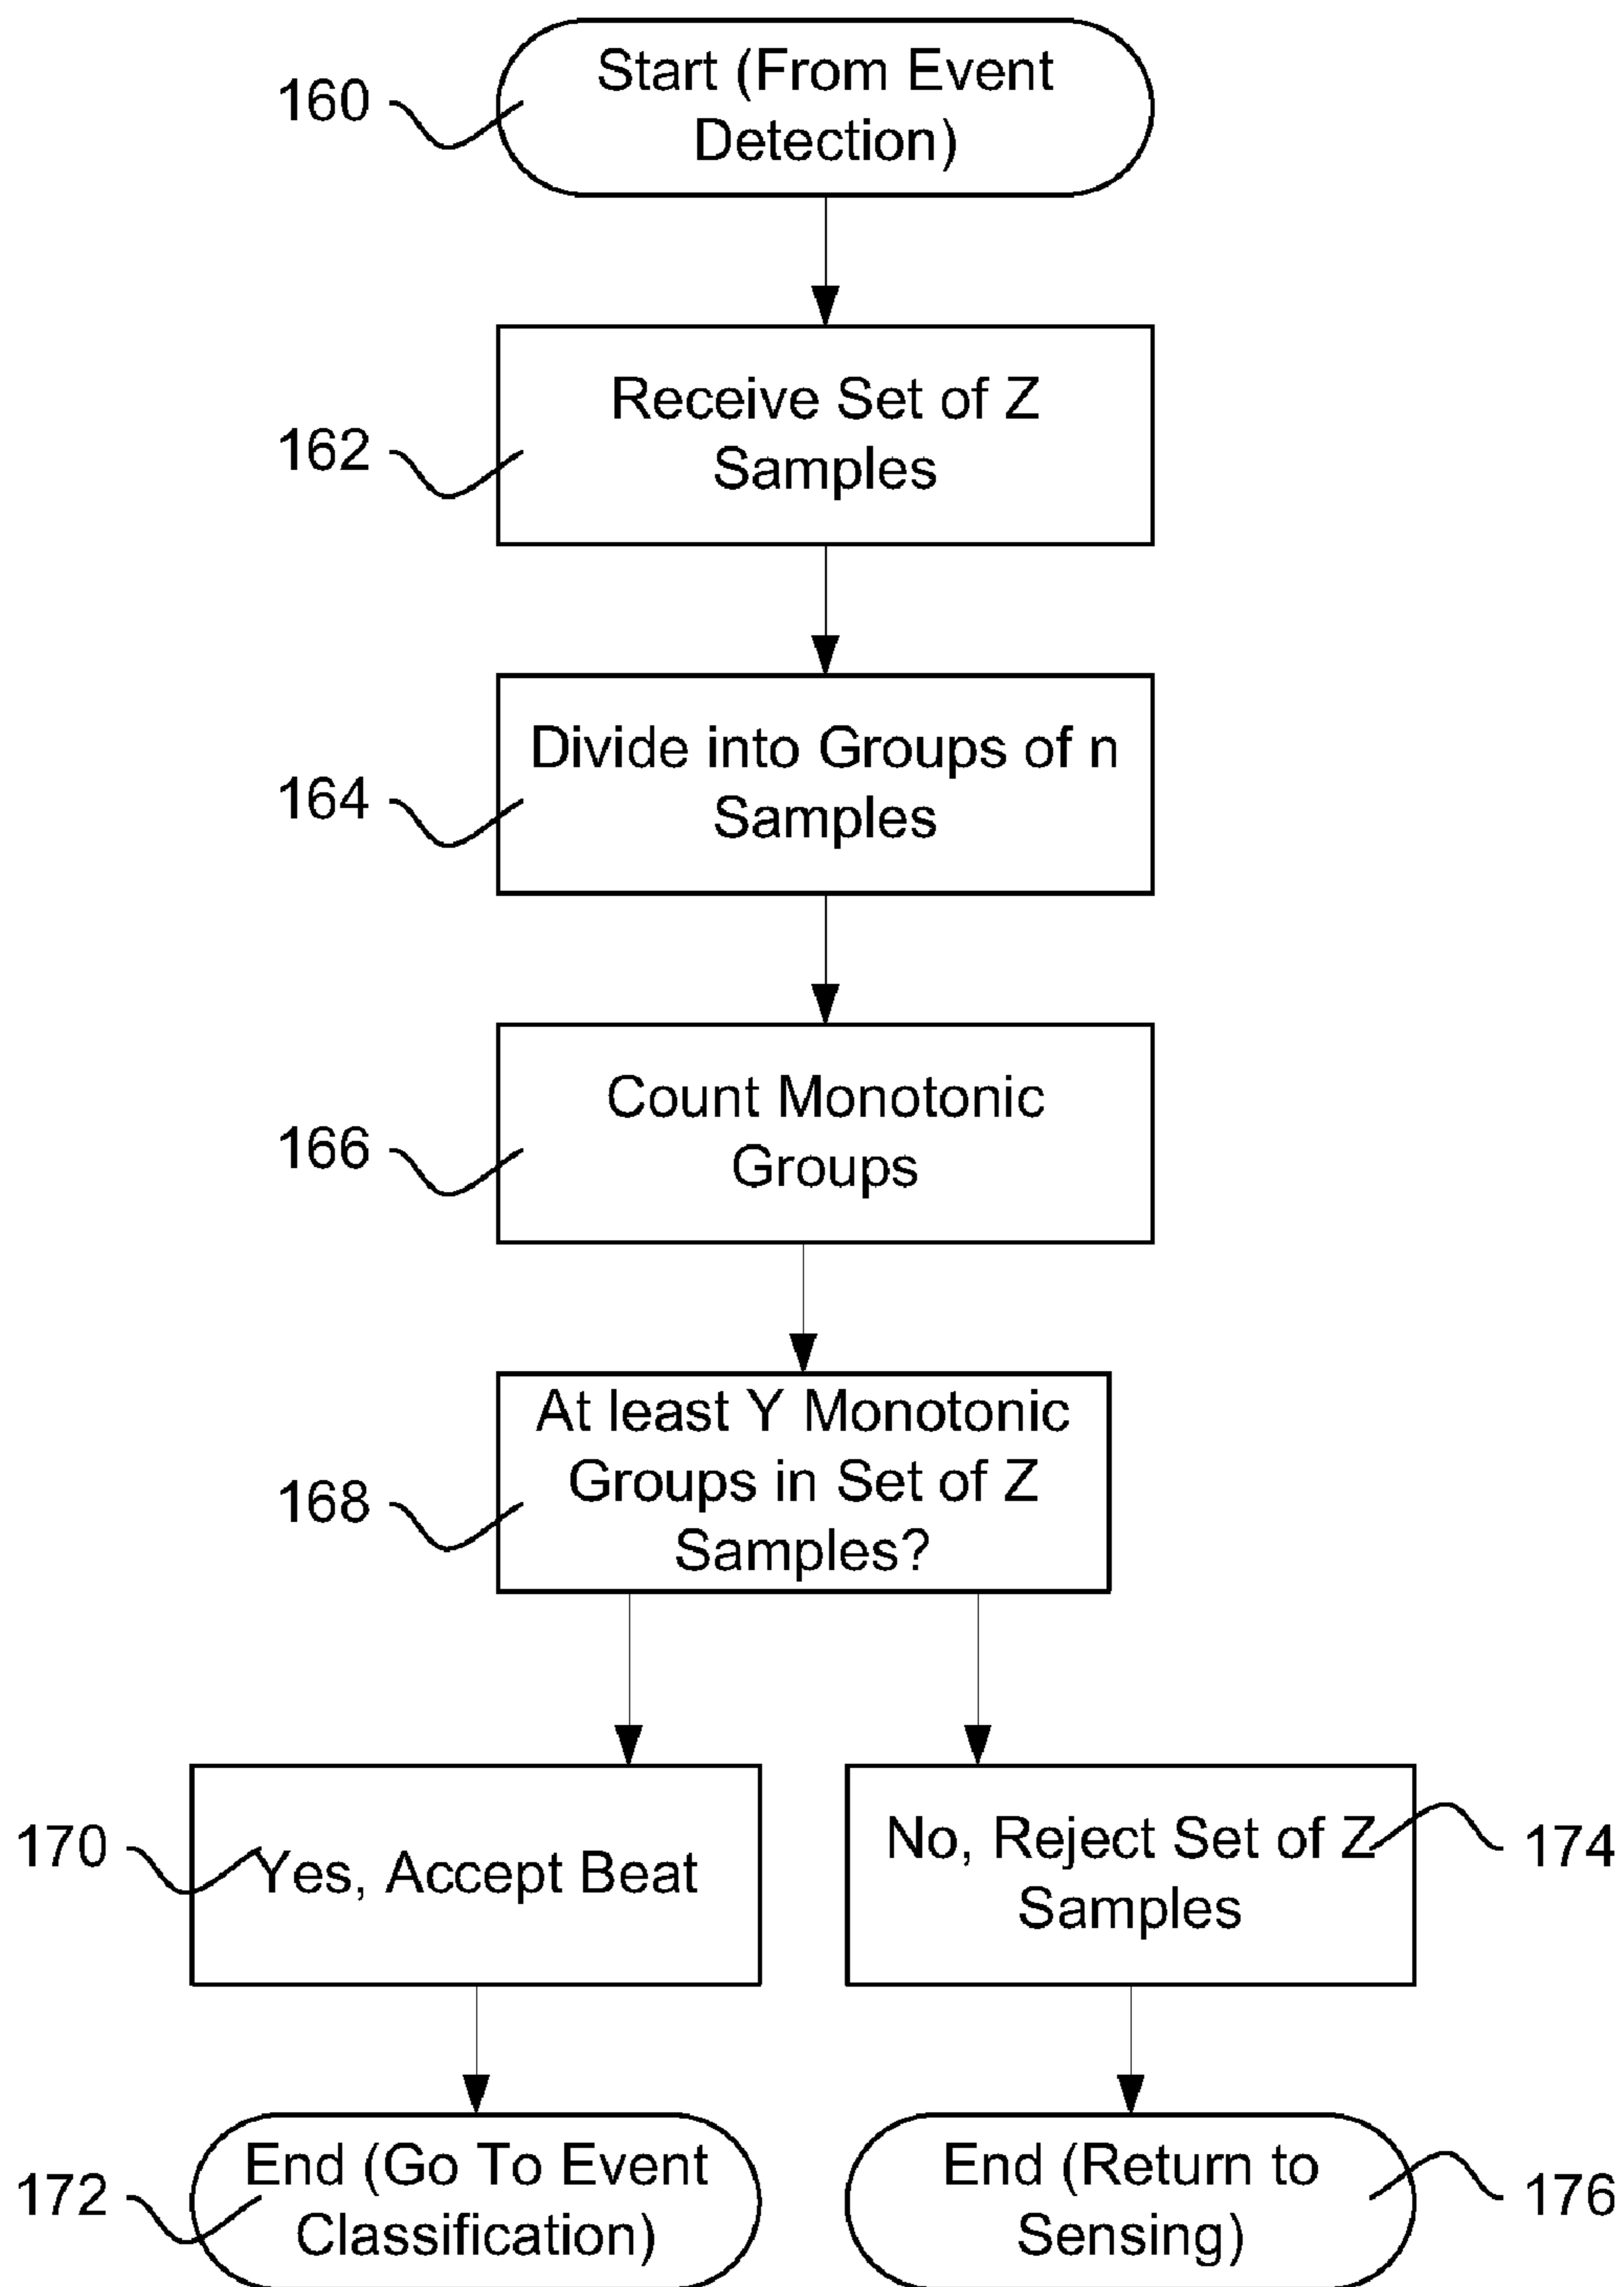 160
Start (From Event
Detection)
162
Receive Set of Z
Samples
164
Divide into Groups of n
Samples
166
Count Monotonic
Groups
168
At least Y Monotonic
Groups in Set of Z
Samples?
170
Yes, Accept Beat
No, Reject Set of Z
Samples
174
172
End (Go To Event
Classification)
End (Return to
Sensing)
176